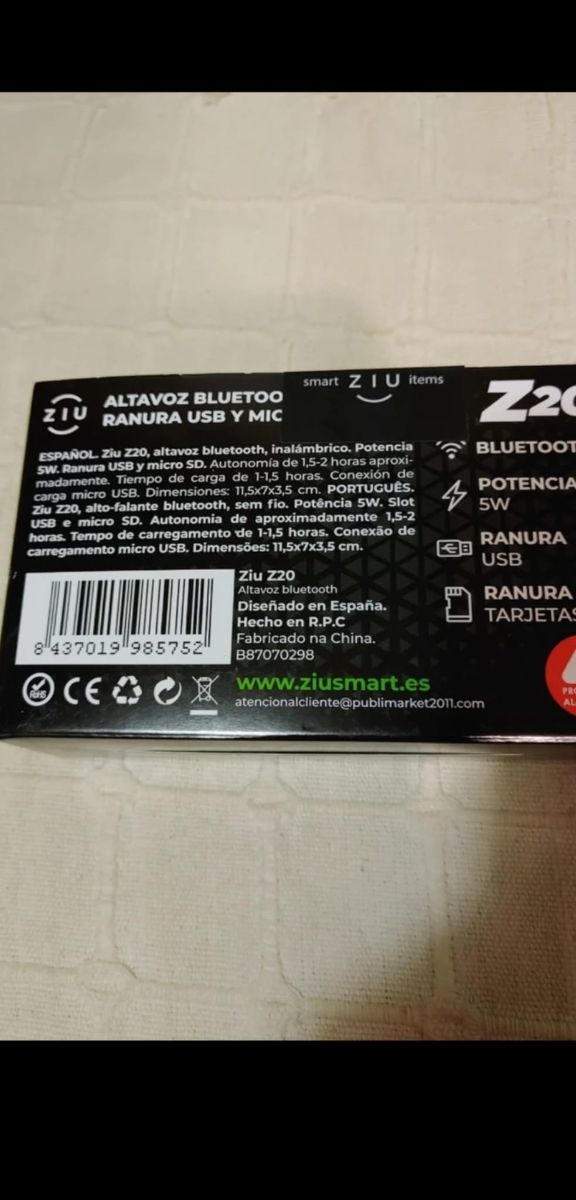 ZIU
ALTAVOZ BLUETOO
RANURA USB Y MIC
smart ZIU items
ESPAÑOL. Ziu Z20, altavoz bluetooth, inalámbrico. Potencia
5W. Ranura USB y micro SD. Autonomía de 1,5-2 horas aproxi-
madamente. Tiempo de carga de 1-1,5 horas. Conexión de
carga micro USB. Dimensiones: 11,5x7x3,5 cm. PORTUGUÊS.
Ziu Z20, alto-falante bluetooth, sem fio. Potência 5W. Slot
USB e micro SD. Autonomia de aproximadamente 1,5-2
horas. Tempo de carregamento de 1-1,5 horas. Conexão de
carregamento micro USB. Dimensões: 11,5x7x3,5 cm.
8 437019 985752
Ziu Z20
Altavoz bluetooth
Diseñado en España.
Hecho en R.P.C
Fabricado na China.
B87070298
RoHS
CE
www.ziusmart.es
atencionalcliente@publimarket2011.com
Z20
BLUETOOT
POTENCIA
5W
RANURA
USB
RANURA
TARJETAS
PRO
AL